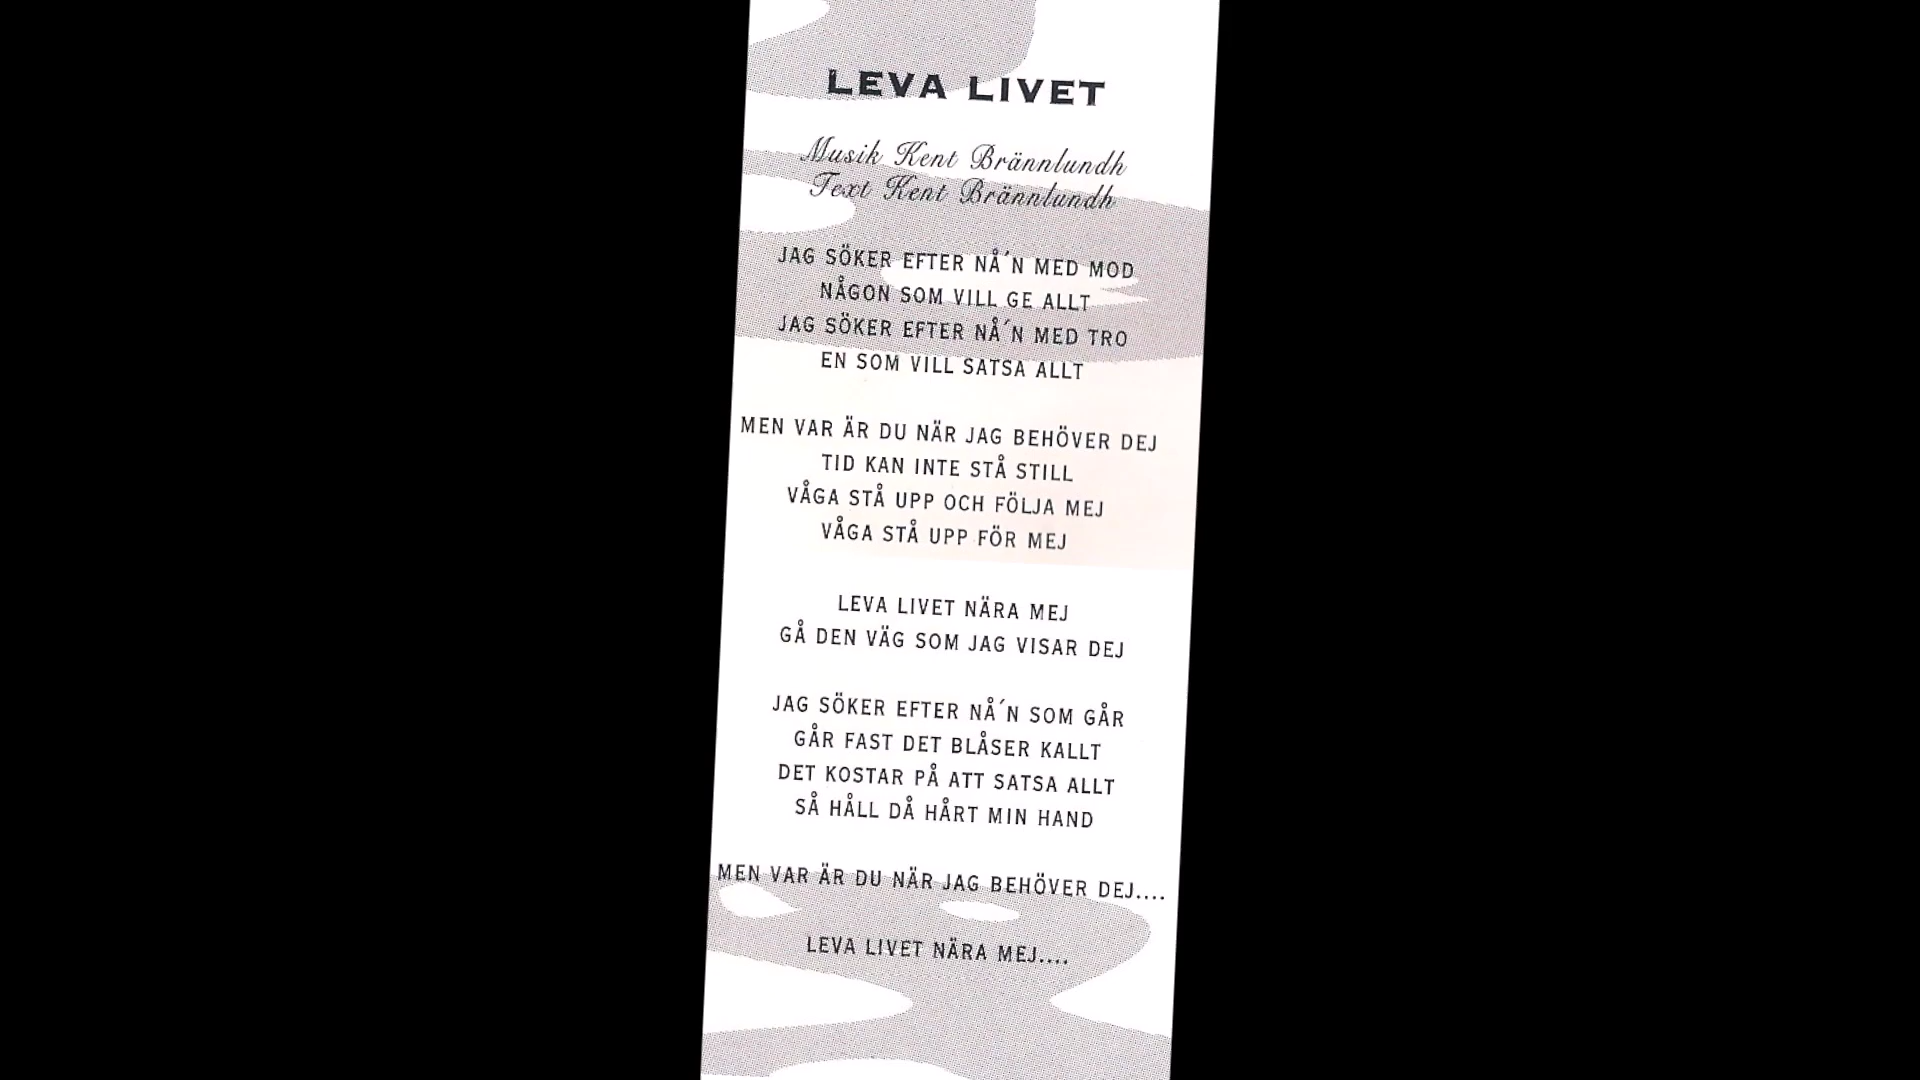 LEVA LIVET
Musik Kent Brännlundh
Text Kent Brännlundh
JAG SÖKER EFTER NÅ´N MED MOD
NÅGON SOM VILL GE ALLT
JAG SÖKER EFTER NÅ´N MED TRO
EN SOM VILL SATSA ALLT
MEN VAR ÄR DU NÄR JAG BEHÖVER DEJ
TID KAN INTE STÅ STILL
VÅGA STÅ UPP OCH FÖLJA MEJ
VÅGA STÅ UPP FÖR MEJ
LEVA LIVET NÄRA MEJ
GÅ DEN VÄG SOM JAG VISAR DEJ
JAG SÖKER EFTER NÅ´N SOM GÅR
GÅR FAST DET BLÅSER KALLT
DET KOSTAR PÅ ATT SATSA ALLT
SÅ HÅLL DÅ HÅRT MIN HAND
MEN VAR ÄR DU NÄR JAG BEHÖVER DEJ....
LEVA LIVET NÄRA MEJ....